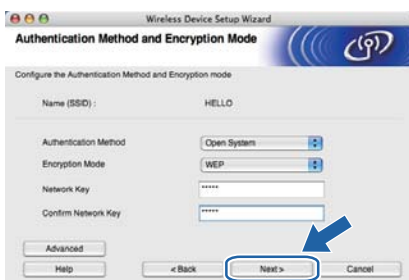 Wireless Device Setup Wizard
Authentication Method and Encryption Mode
Configure the Authentication Method and Encryption mode
Name (SSID) : HELLO
Authentication Method Open System
Encryption Mode WEP
Network Key *****
Confirm Network Key *****
Advanced
Help < Back Next > Cancel